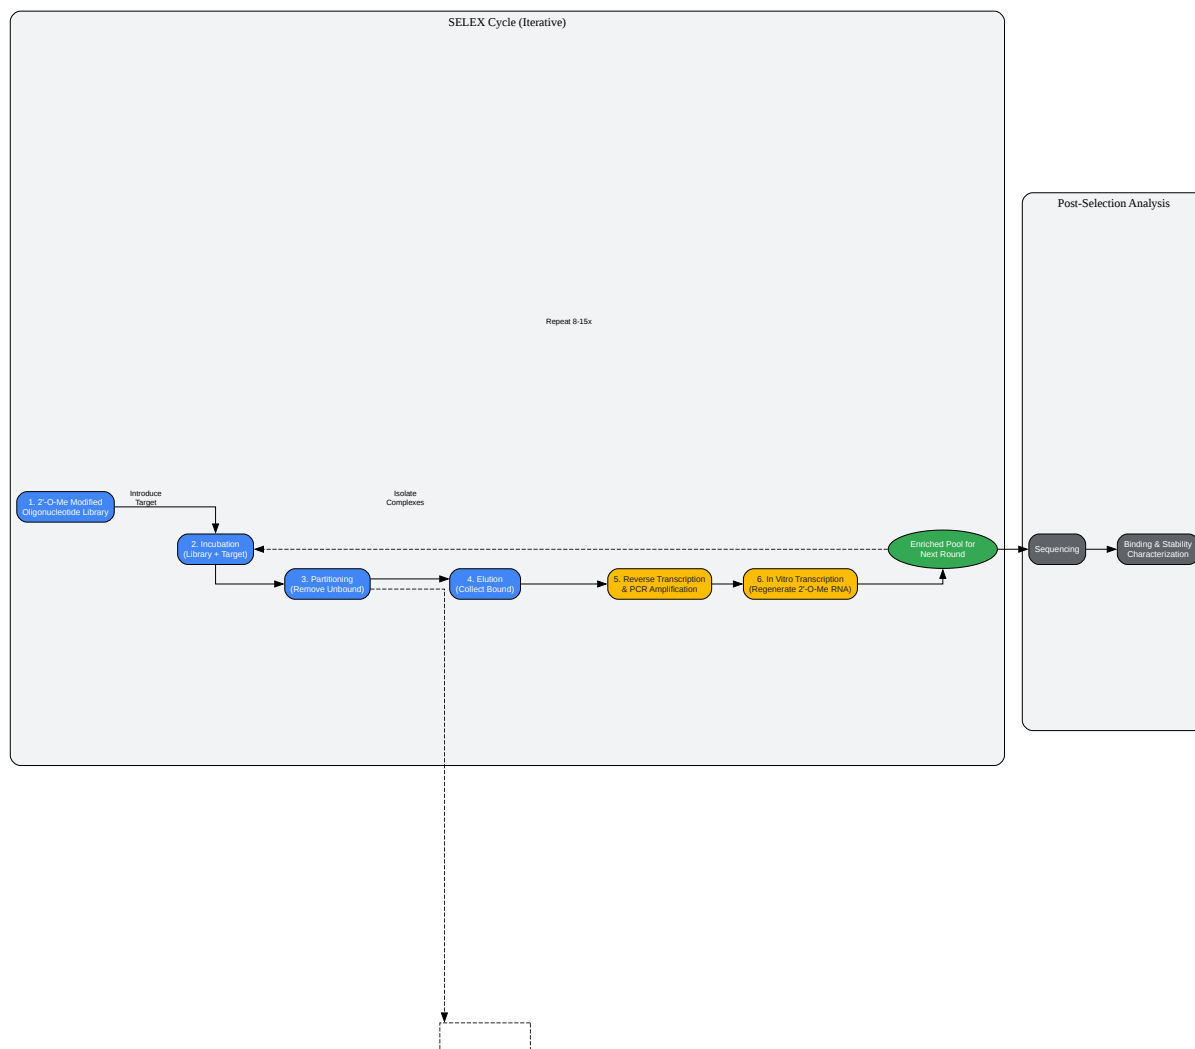 SELEX Cycle (Iterative)
Post-Selection Analysis
Repeat 8-15x
1. 2'-O-Me Modified
Oligonucleotide Library
Introduce
Target
Isolate
Complexes
2. Incubation
(Library + Target)
3. Partitioning
(Remove Unbound)
4. Elution
(Collect Bound)
5. Reverse Transcription
& PCR Amplification
6. In Vitro Transcription
(Regenerate 2'-O-Me RNA)
Enriched Pool for
Next Round
Sequencing
Binding & Stability
Characterization